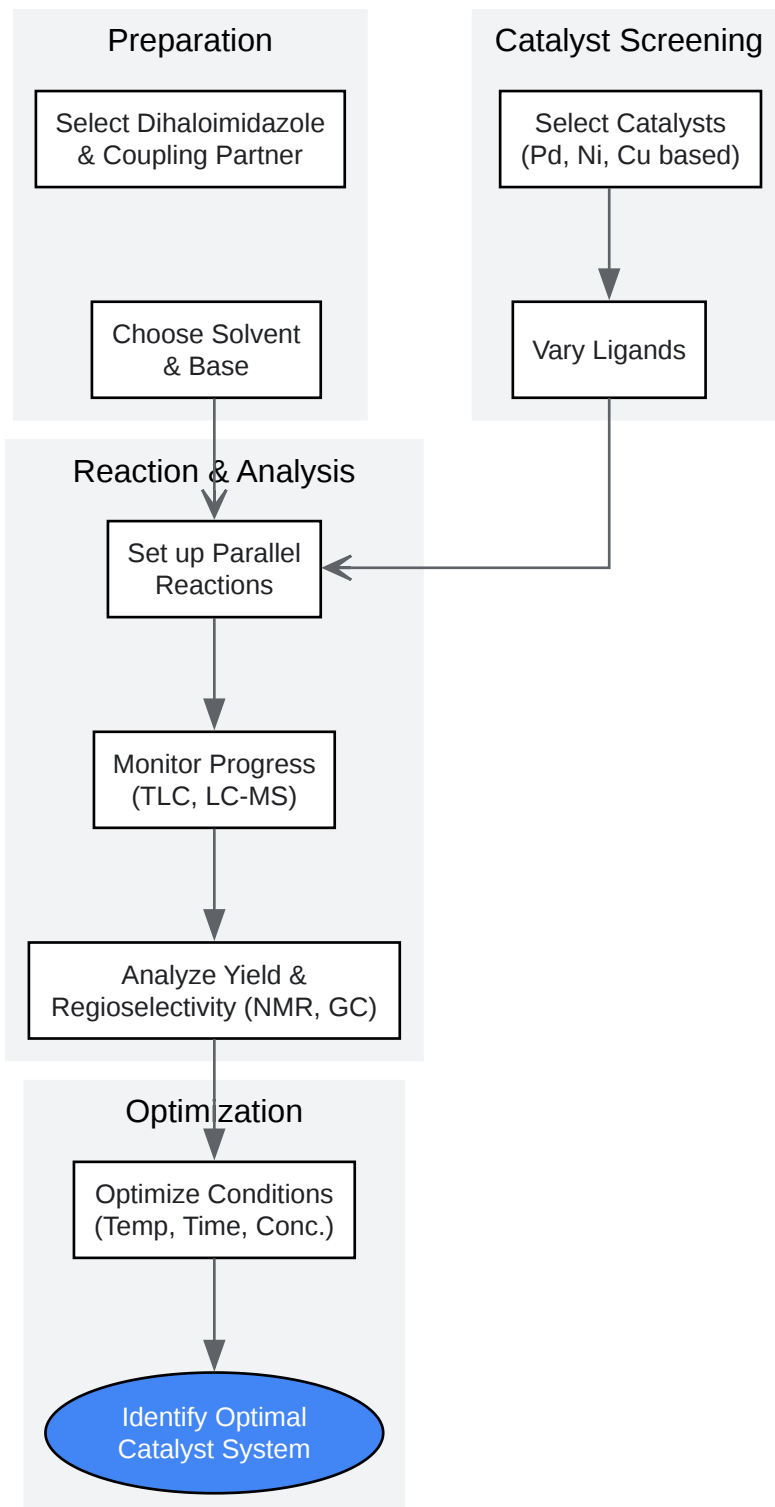 Preparation
Select Dihaloimidazole
& Coupling Partner
Choose Solvent
& Base
Catalyst Screening
Select Catalysts
(Pd, Ni, Cu based)
Vary Ligands
Reaction & Analysis
Set up Parallel
Reactions
Monitor Progress
(TLC, LC-MS)
Analyze Yield &
Regioselectivity (NMR, GC)
Optimization
Optimize Conditions
(Temp, Time, Conc.)
Identify Optimal
Catalyst System